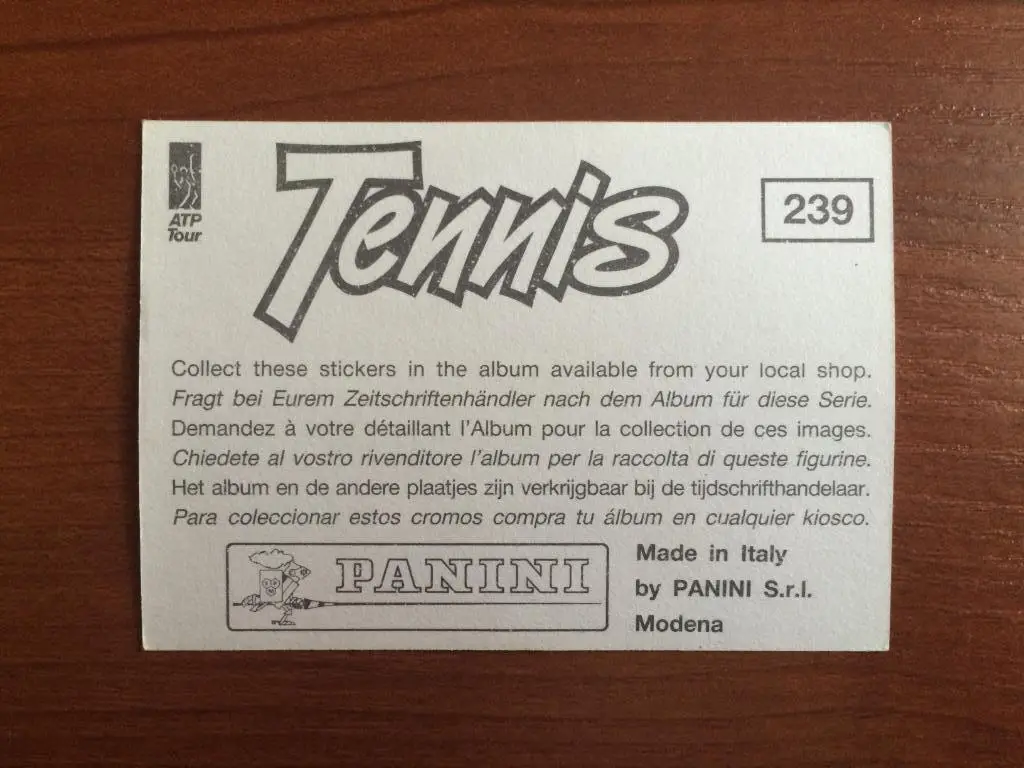 ATP
Tour
Tennis
239
Collect these stickers in the album available from your local shop.
Fragt bei Eurem Zeitschriftenhändler nach dem Album für diese Serie.
Demandez à votre détaillant l'Album pour la collection de ces images.
Chiedete al vostro rivenditore l'album per la raccolta di queste figurine.
Het album en de andere plaatjes zijn verkrijgbaar bij de tijdschrifthandelaar.
Para coleccionar estos cromos compra tu álbum en cualquier kiosco.
PANINI
Made in Italy
by PANINI S.r.l.
Modena